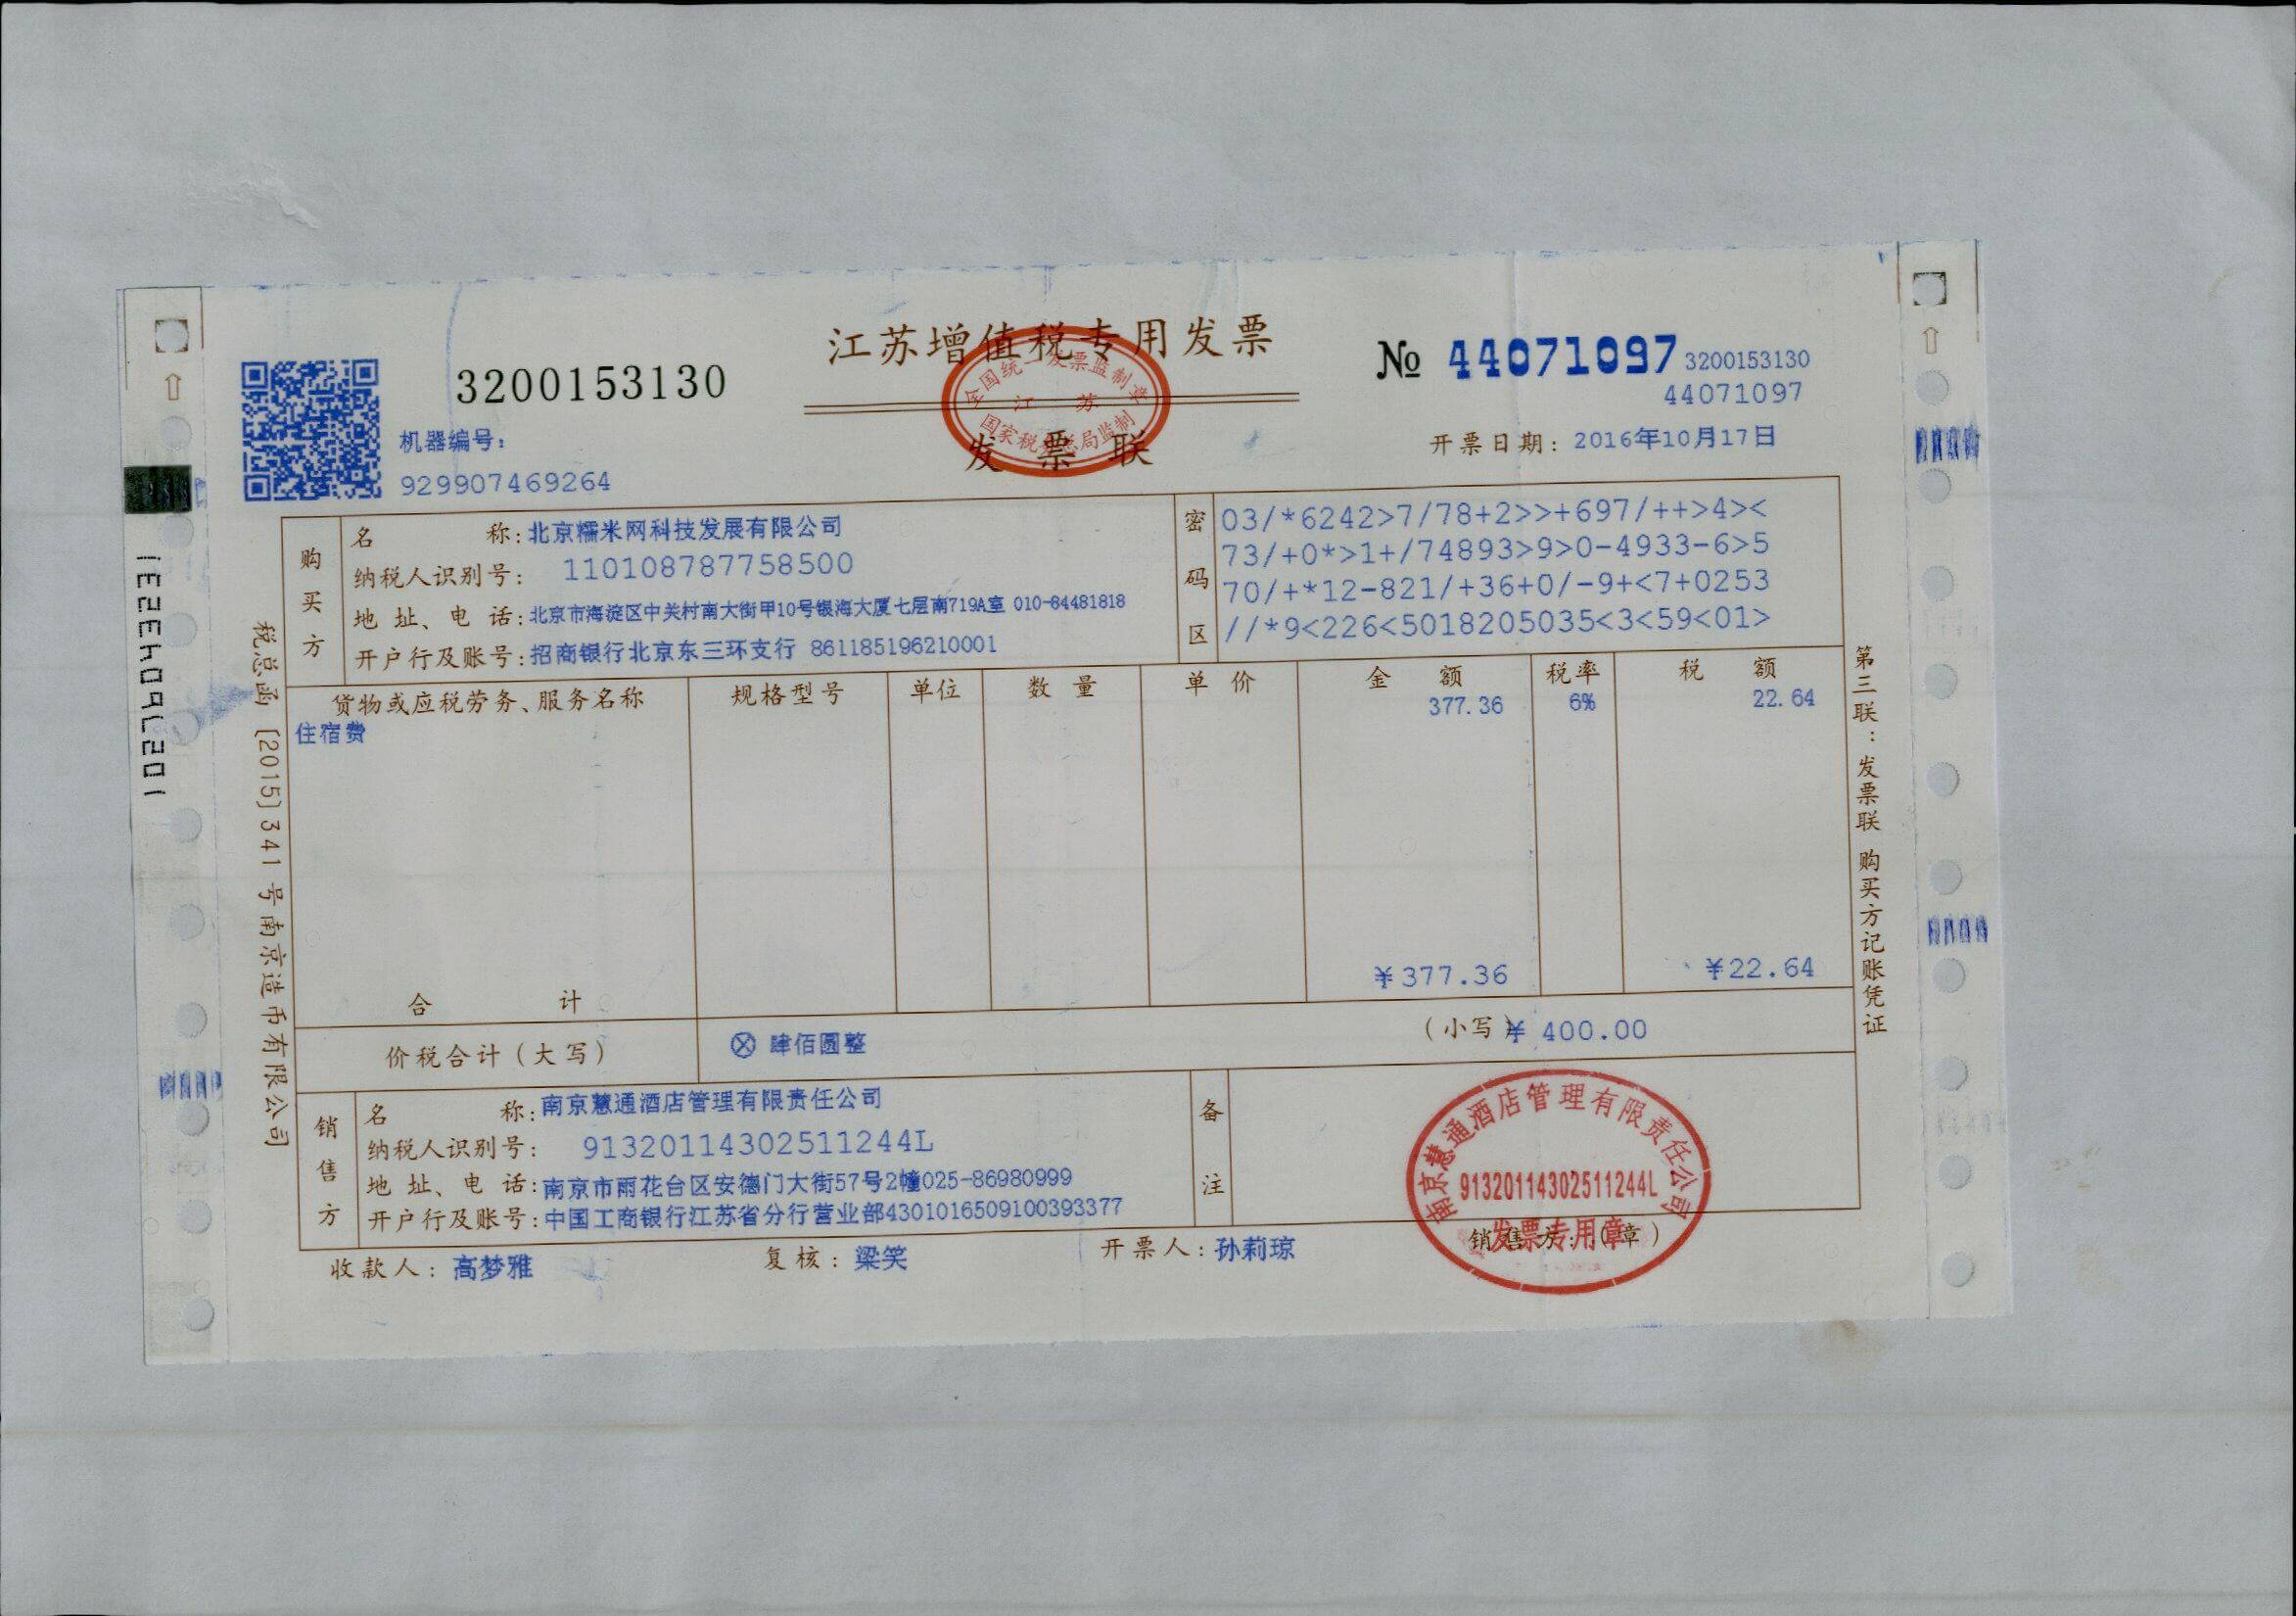 江苏增值税专用发票
3200153130
№ 44071097
3200153130
44071097
全国统一发票监制章
江苏
国家税务总局监制
发票联
机器编号:
929907469264
开票日期: 2016年10月17日
购买方
名称: 北京糯米网科技发展有限公司
纳税人识别号: 110108787758500
地址、电话: 北京市海淀区中关村南大街甲10号银海大厦七层南719A室 010-84481818
开户行及账号: 招商银行北京东三环支行 861185196210001
密码区
03/*6242>7/78+2>>+697/++>4><
73/+0*>1+/74893>9>0-4933-6>5
70/+*12-821/+36+0/-9+<7+0253
//*9<226<5018205035<3<59<01>
货物或应税劳务、服务名称 规格型号 单位 数量 单价 金额 税率 税额
住宿费 377.36 6% 22.64
合计 ¥377.36 ¥22.64
价税合计(大写) ⊗ 肆佰圆整 (小写)¥ 400.00
销售方
名称: 南京慧通酒店管理有限责任公司
纳税人识别号: 91320114302511244L
地址、电话: 南京市雨花台区安德门大街57号2幢025-86980999
开户行及账号: 中国工商银行江苏省分行营业部4301016509100393377
备注
南京慧通酒店管理有限责任公司
91320114302511244L
发票专用章
收款人: 高梦雅 复核: 梁笑 开票人: 孙莉琼 销售方:(章)
税总函[2015]341号南京造币有限公司
第三联:发票联 购买方记账凭证